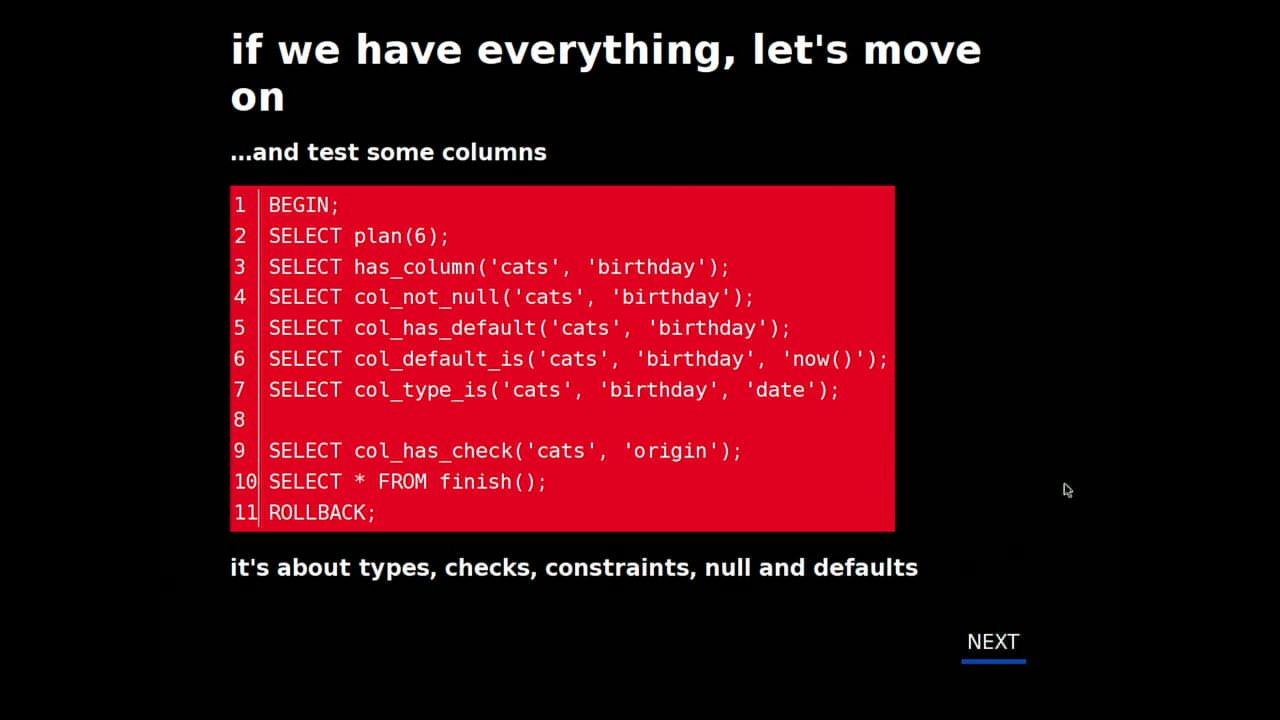 if we have everything, let's move
on
...and test some columns
1 BEGIN;
2 SELECT plan(6);
3 SELECT has_column('cats', 'birthday');
4 SELECT col_not_null('cats', 'birthday');
5 SELECT col_has_default('cats', 'birthday');
6 SELECT col_default_is('cats', 'birthday', 'now()');
7 SELECT col_type_is('cats', 'birthday', 'date');
8
9 SELECT col_has_check('cats', 'origin');
10 SELECT * FROM finish();
11 ROLLBACK;
it's about types, checks, constraints, null and defaults
NEXT